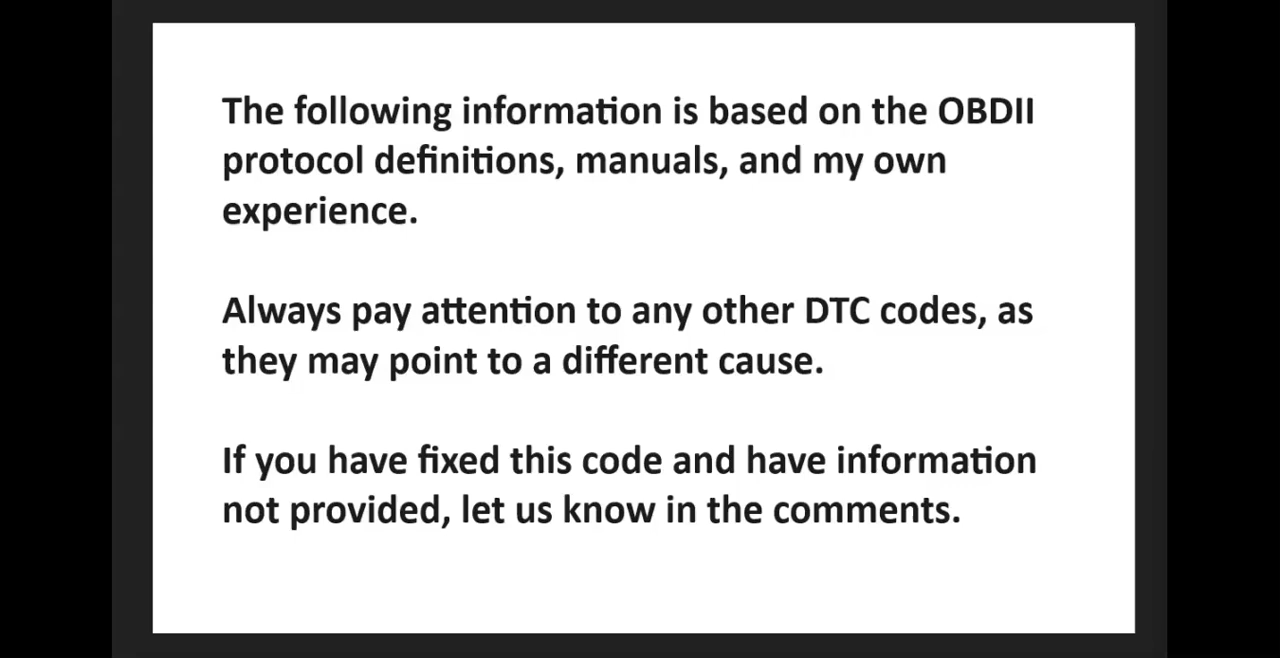 The following information is based on the OBDII
protocol definitions, manuals, and my own
experience.
Always pay attention to any other DTC codes, as
they may point to a different cause.
If you have fixed this code and have information
not provided, let us know in the comments.